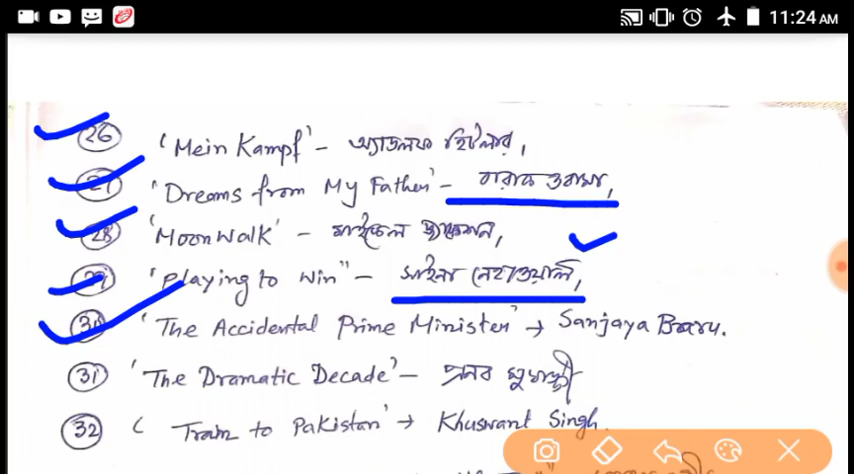 11:24 AM
26 'Mein Kampf' - অ্যাডলফ হিটলার,
27 'Dreams from My Father' - বারাক ওবামা,
28 'MoonWalk' - মাইকেল জ্যাকসন,
29 'Playing to Win" - সাইনা নেহাওয়াল,
30 'The Accidental Prime Minister' → Sanjaya Baru.
31 'The Dramatic Decade' - প্রনব মুখার্জী
32 ' Train to Pakistan' → Khuswant Singh.